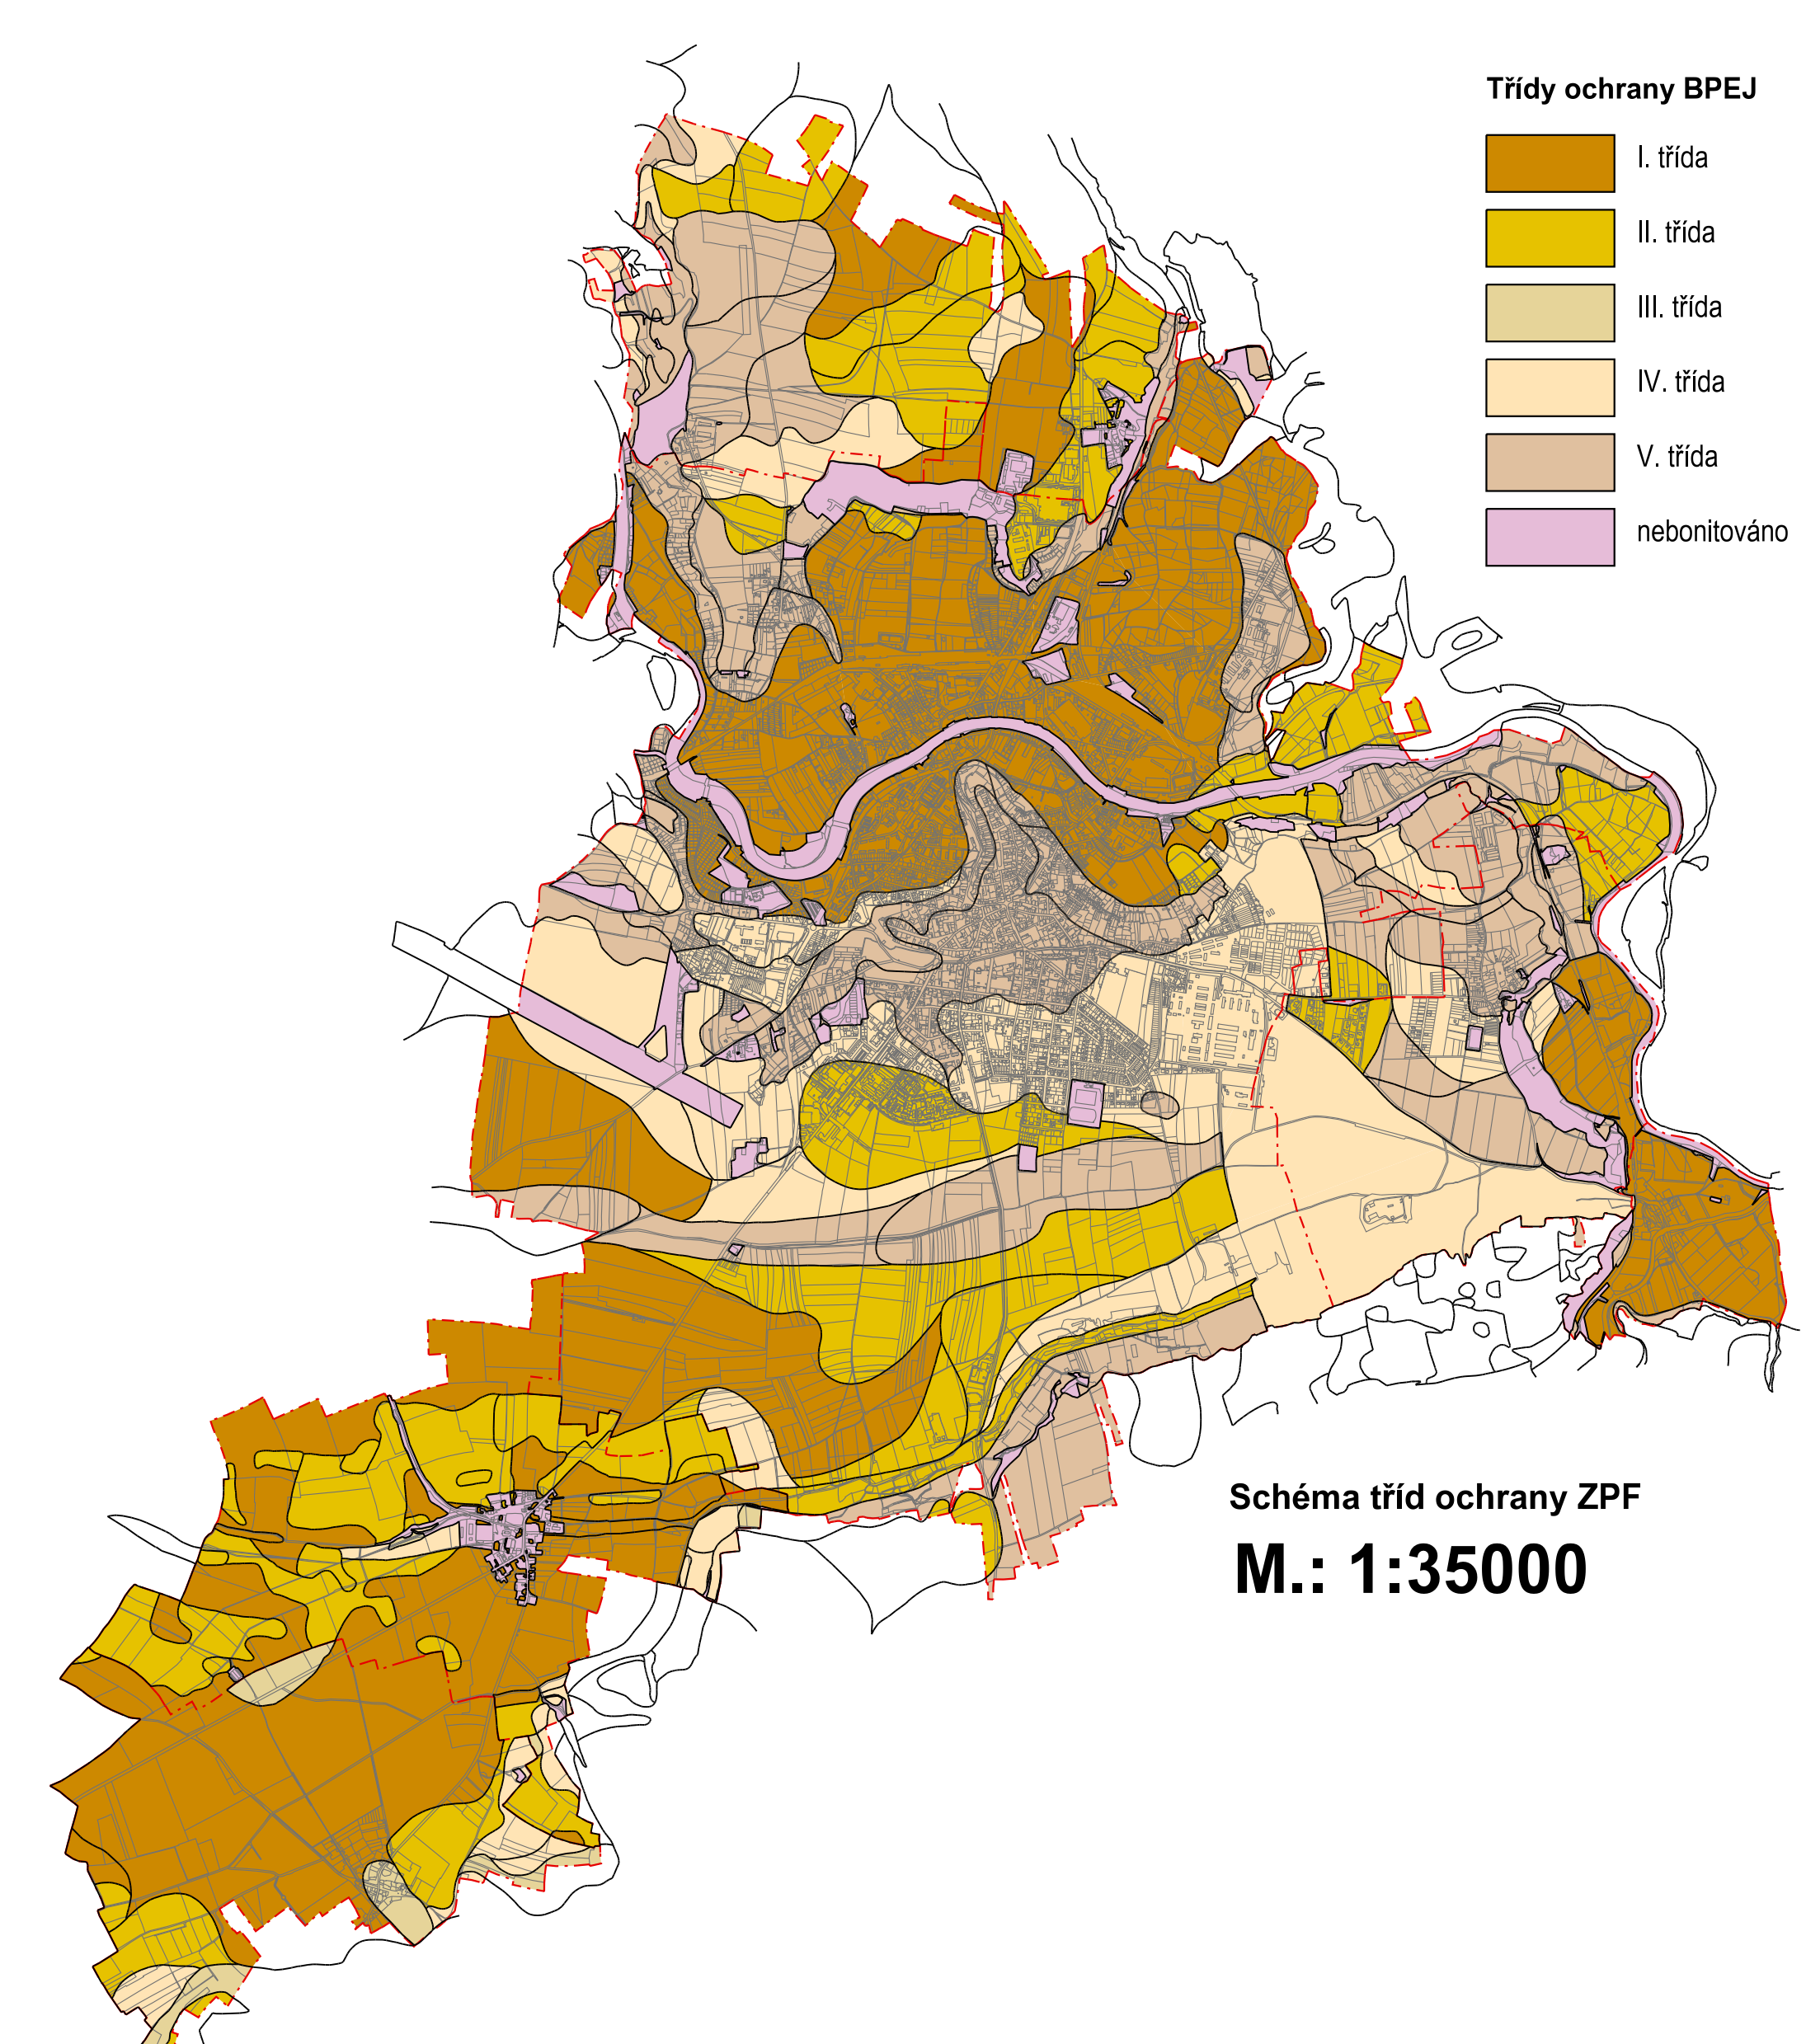 Třídy ochrany BPEJ
I. třída
II. třída
III. třída
IV. třída
V. třída
nebonitováno
Schéma tříd ochrany ZPF
M.: 1:35000